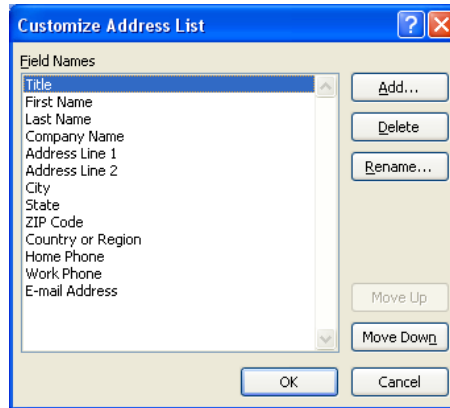 Customize Address List
Field Names
Title
First Name
Last Name
Company Name
Address Line 1
Address Line 2
City
State
ZIP Code
Country or Region
Home Phone
Work Phone
E-mail Address
Add...
Delete
Rename...
Move Up
Move Down
OK
Cancel